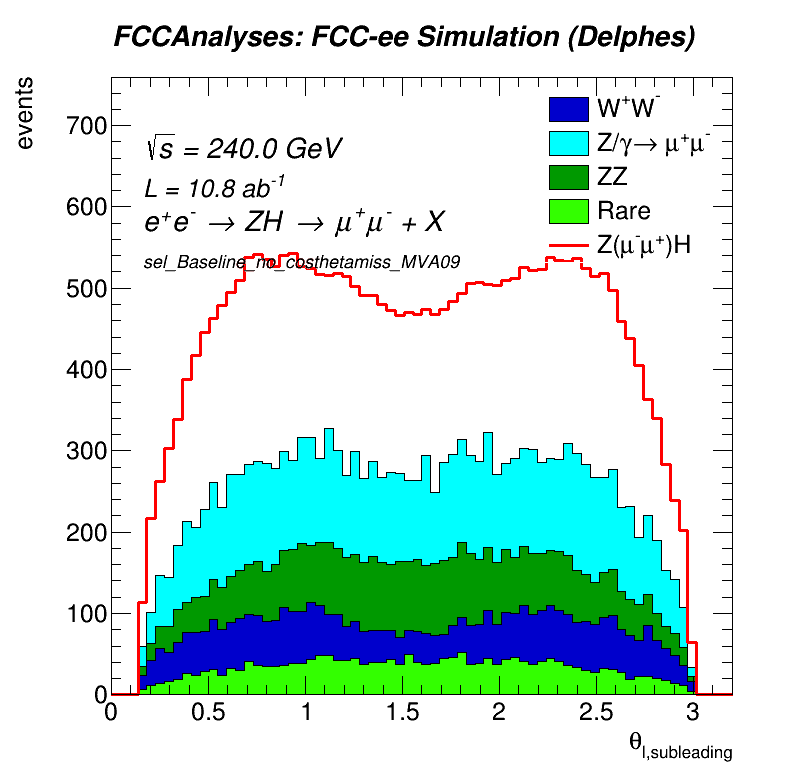 FCCAnalyses: FCC-ee Simulation (Delphes)
events
√s = 240.0 GeV
L = 10.8 ab⁻¹
e⁺e⁻ → ZH → μ⁺μ⁻ + X
sel_Baseline_no_costhetamiss_MVA09
W⁺W⁻
Z/γ→ μ⁺μ⁻
ZZ
Rare
Z(μ⁻μ⁺)H
700
600
500
400
300
200
100
0
0 0.5 1 1.5 2 2.5 3
θl,subleading